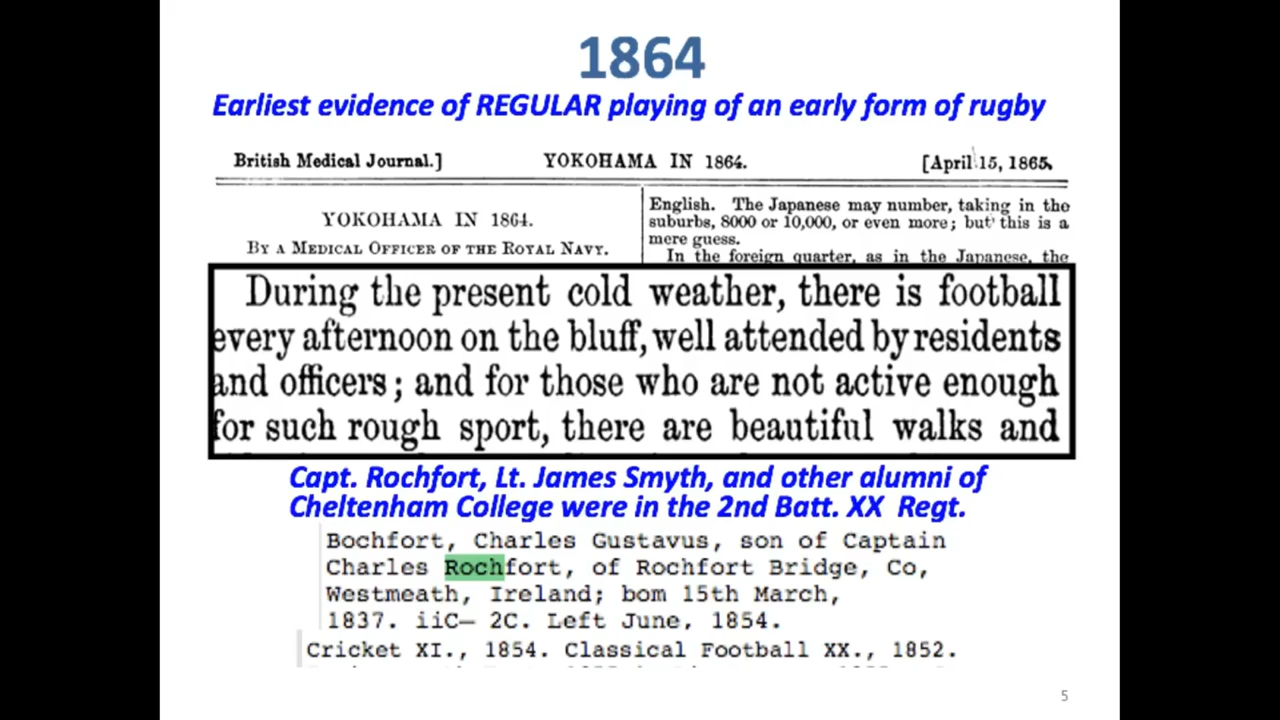 1864
Earliest evidence of REGULAR playing of an early form of rugby
British Medical Journal.] YOKOHAMA IN 1864. [April 15, 1865.
YOKOHAMA IN 1864.
BY A MEDICAL OFFICER OF THE ROYAL NAVY.
English. The Japanese may number, taking in the
suburbs, 8000 or 10,000, or even more; but this is a
mere guess.
In the foreign quarter, as in the Japanese, the
During the present cold weather, there is football
every afternoon on the bluff, well attended by residents
and officers; and for those who are not active enough
for such rough sport, there are beautiful walks and
Capt. Rochfort, Lt. James Smyth, and other alumni of
Cheltenham College were in the 2nd Batt. XX Regt.
Bochfort, Charles Gustavus, son of Captain
Charles Rochfort, of Rochfort Bridge, Co,
Westmeath, Ireland; bom 15th March,
1837. iiC— 2C. Left June, 1854.
Cricket XI., 1854. Classical Football XX., 1852.
5